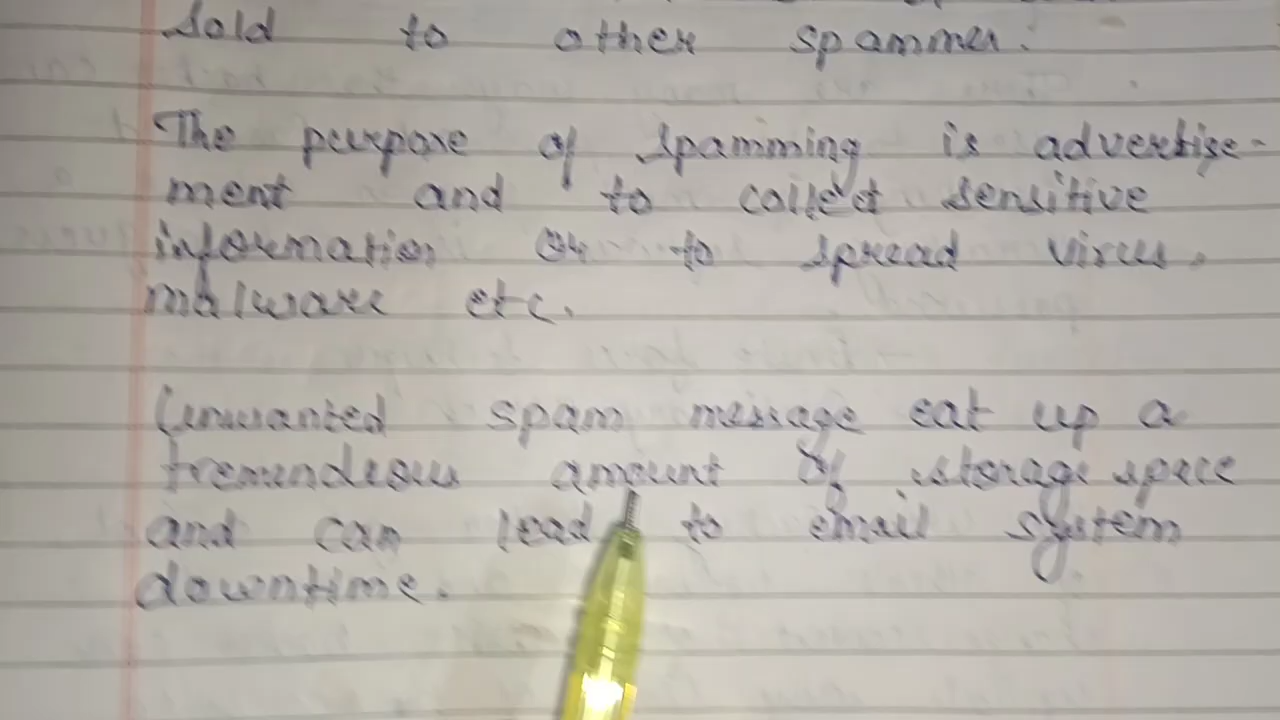 sold to other spammer.
The purpose of spamming is advertise-
ment and to collect sensitive
information or to spread virus,
malware etc.
Unwanted spam message eat up a
tremendious amount of storage space
and can lead to email system
downtime.